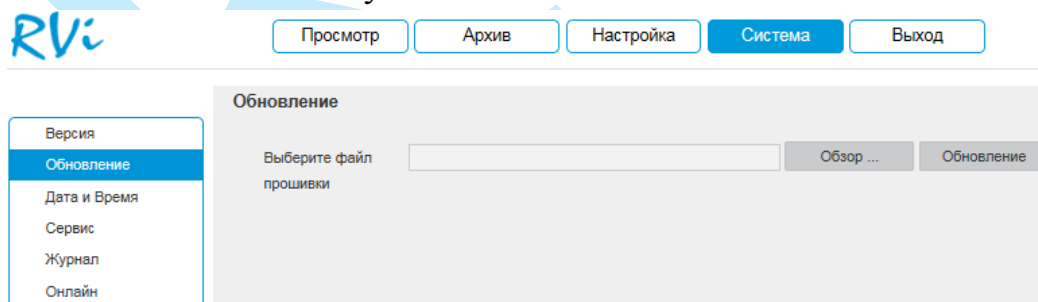 RVi
Просмотр Архив Настройка Система Выход
Обновление
Версия
Обновление
Дата и Время
Сервис
Журнал
Онлайн
Выберите файл
прошивки
Обзор ... Обновление